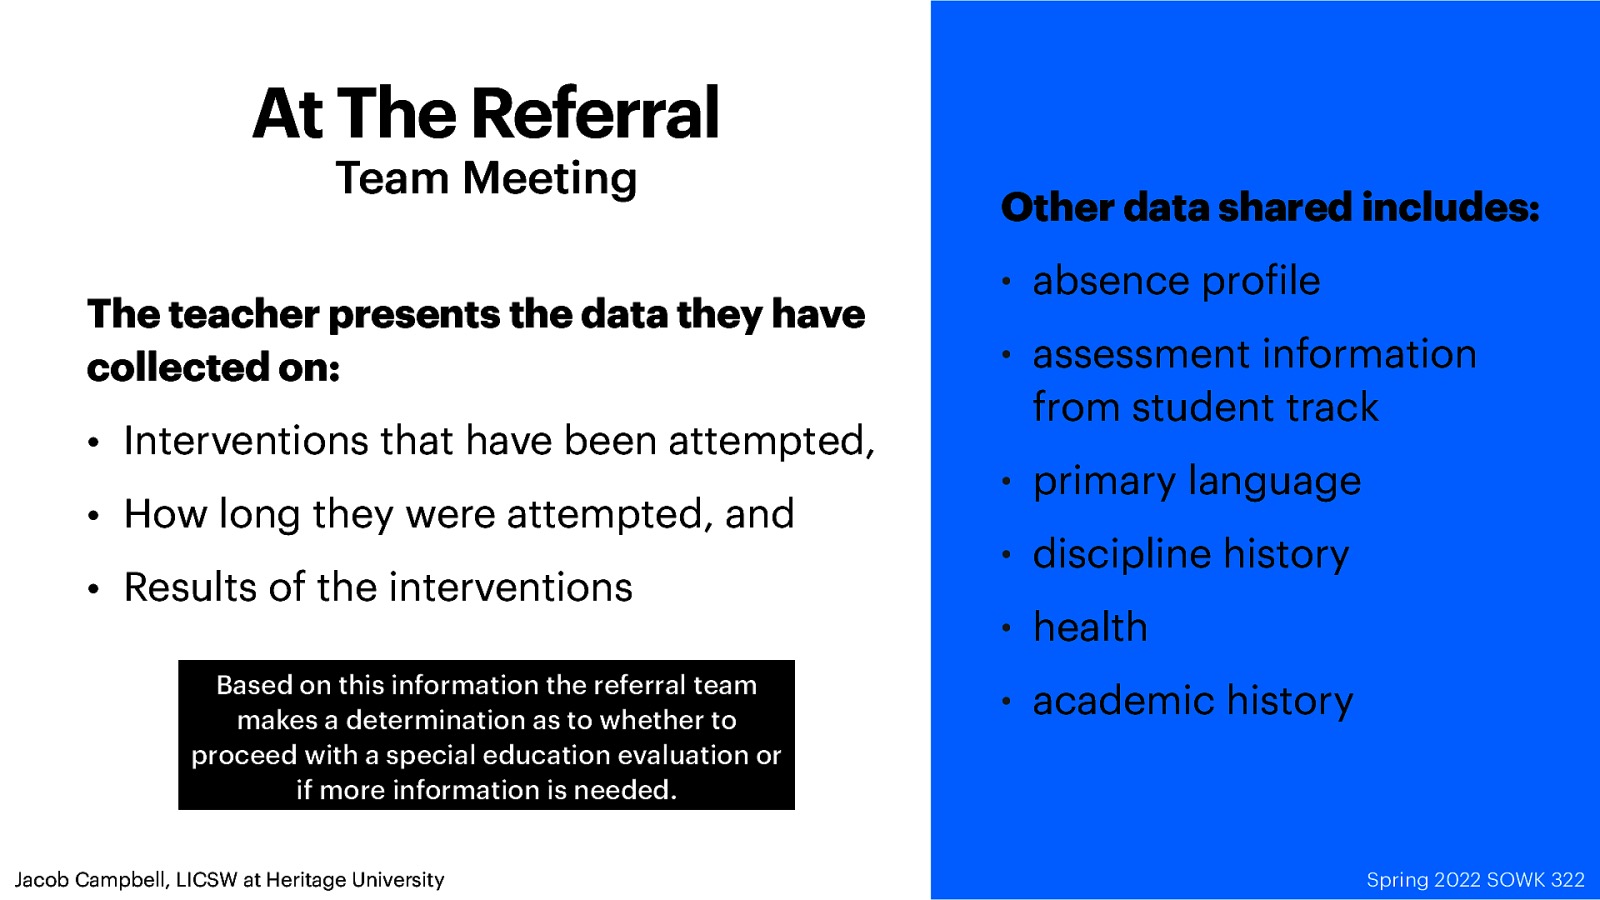 At The Referral
Team Meeting
The teacher presents the data they have
collected on:
• Interventions that have been attempted,
• How long they were attempted, and
• Results of the interventions
Based on this information the referral team
makes a determination as to whether to
proceed with a special education evaluation or
if more information is needed.
Other data shared includes:
• absence profile
• assessment information
from student track
• primary language
• discipline history
• health
• academic history
Jacob Campbell, LICSW at Heritage University
Spring 2022 SOWK 322